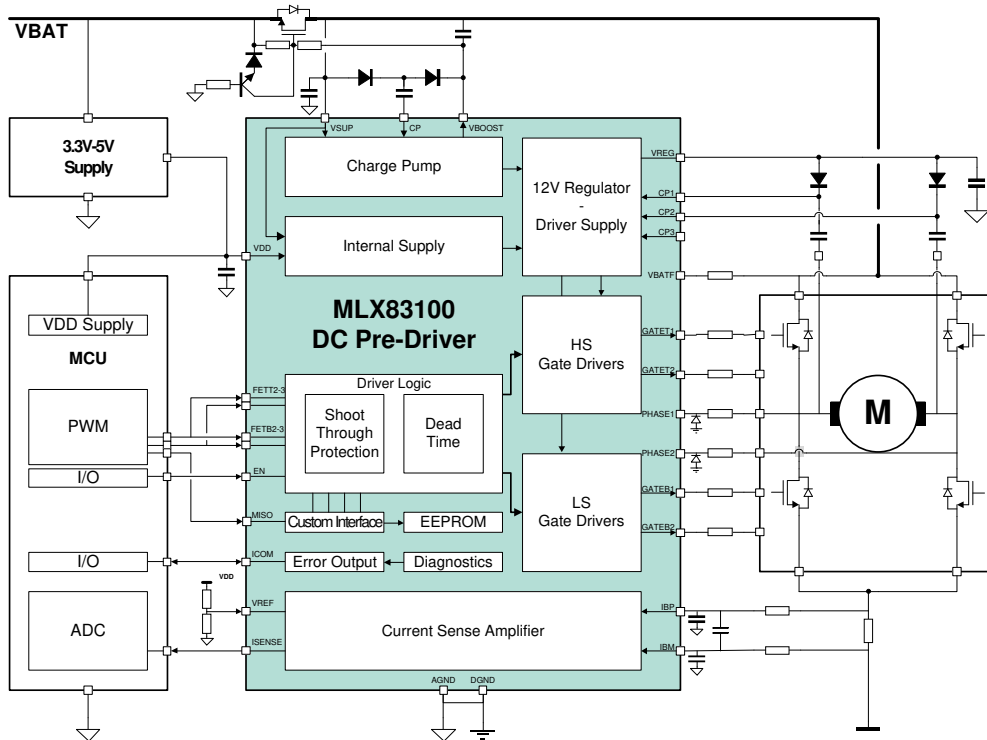 VBAT
3.3V-5V
Supply
VSUP
CP
VBOOST
Charge Pump
12V Regulator
-
Driver Supply
VREG
CP1
CP2
CP3
VBATF
VDD
Internal Supply
MLX83100
DC Pre-Driver
VDD Supply
MCU
PWM
I/O
I/O
ADC
FETT2-3
FETB2-3
EN
MISO
ICOM
VDD
VREF
ISENSE
Driver Logic
Shoot
Through
Protection
Dead
Time
Custom Interface
EEPROM
Error Output
Diagnostics
HS
Gate Drivers
LS
Gate Drivers
GATET1
GATET2
PHASE1
PHASE2
GATEB1
GATEB2
M
Current Sense Amplifier
IBP
IBM
AGND
DGND